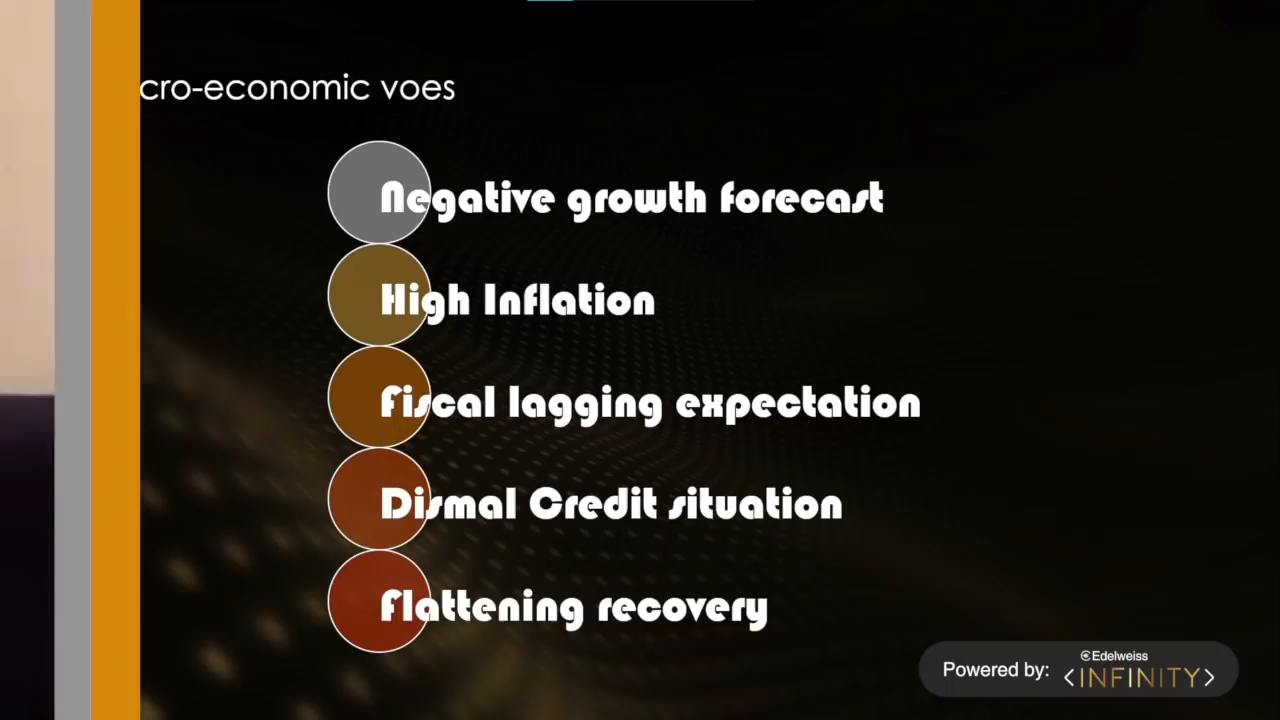 cro-economic voes
Negative growth forecast
High Inflation
Fiscal lagging expectation
Dismal Credit situation
Flattening recovery
Powered by:
Edelweiss
INFINITY